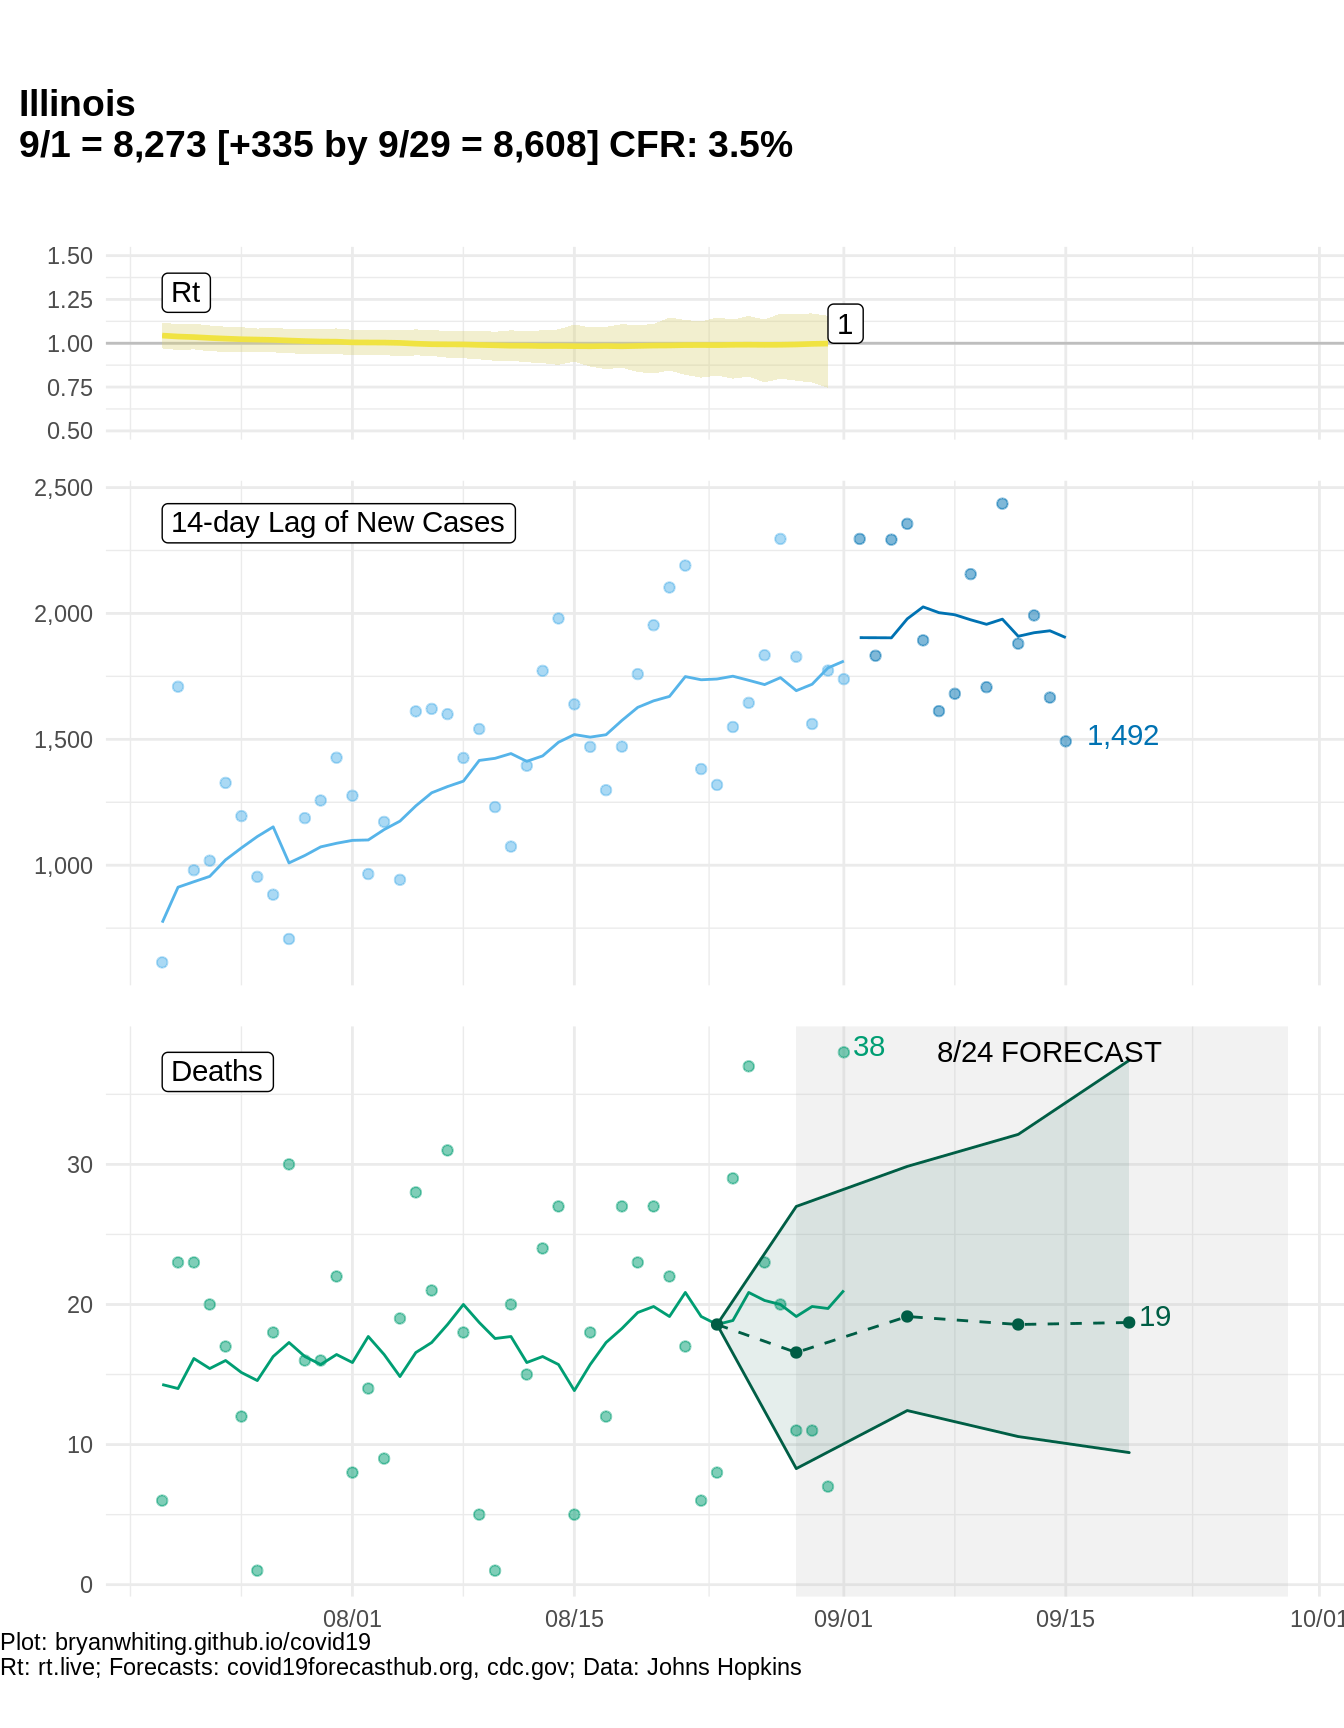 Illinois
9/1 = 8,273 [+335 by 9/29 = 8,608] CFR: 3.5%
1.50
1.25
1.00
0.75
0.50
Rt
1
2,500
2,000
1,500
1,000
14-day Lag of New Cases
1,492
38
8/24 FORECAST
Deaths
30
20
10
0
19
08/01
08/15
09/01
09/15
10/01
Plot: bryanwhiting.github.io/covid19
Rt: rt.live; Forecasts: covid19forecasthub.org, cdc.gov; Data: Johns Hopkins